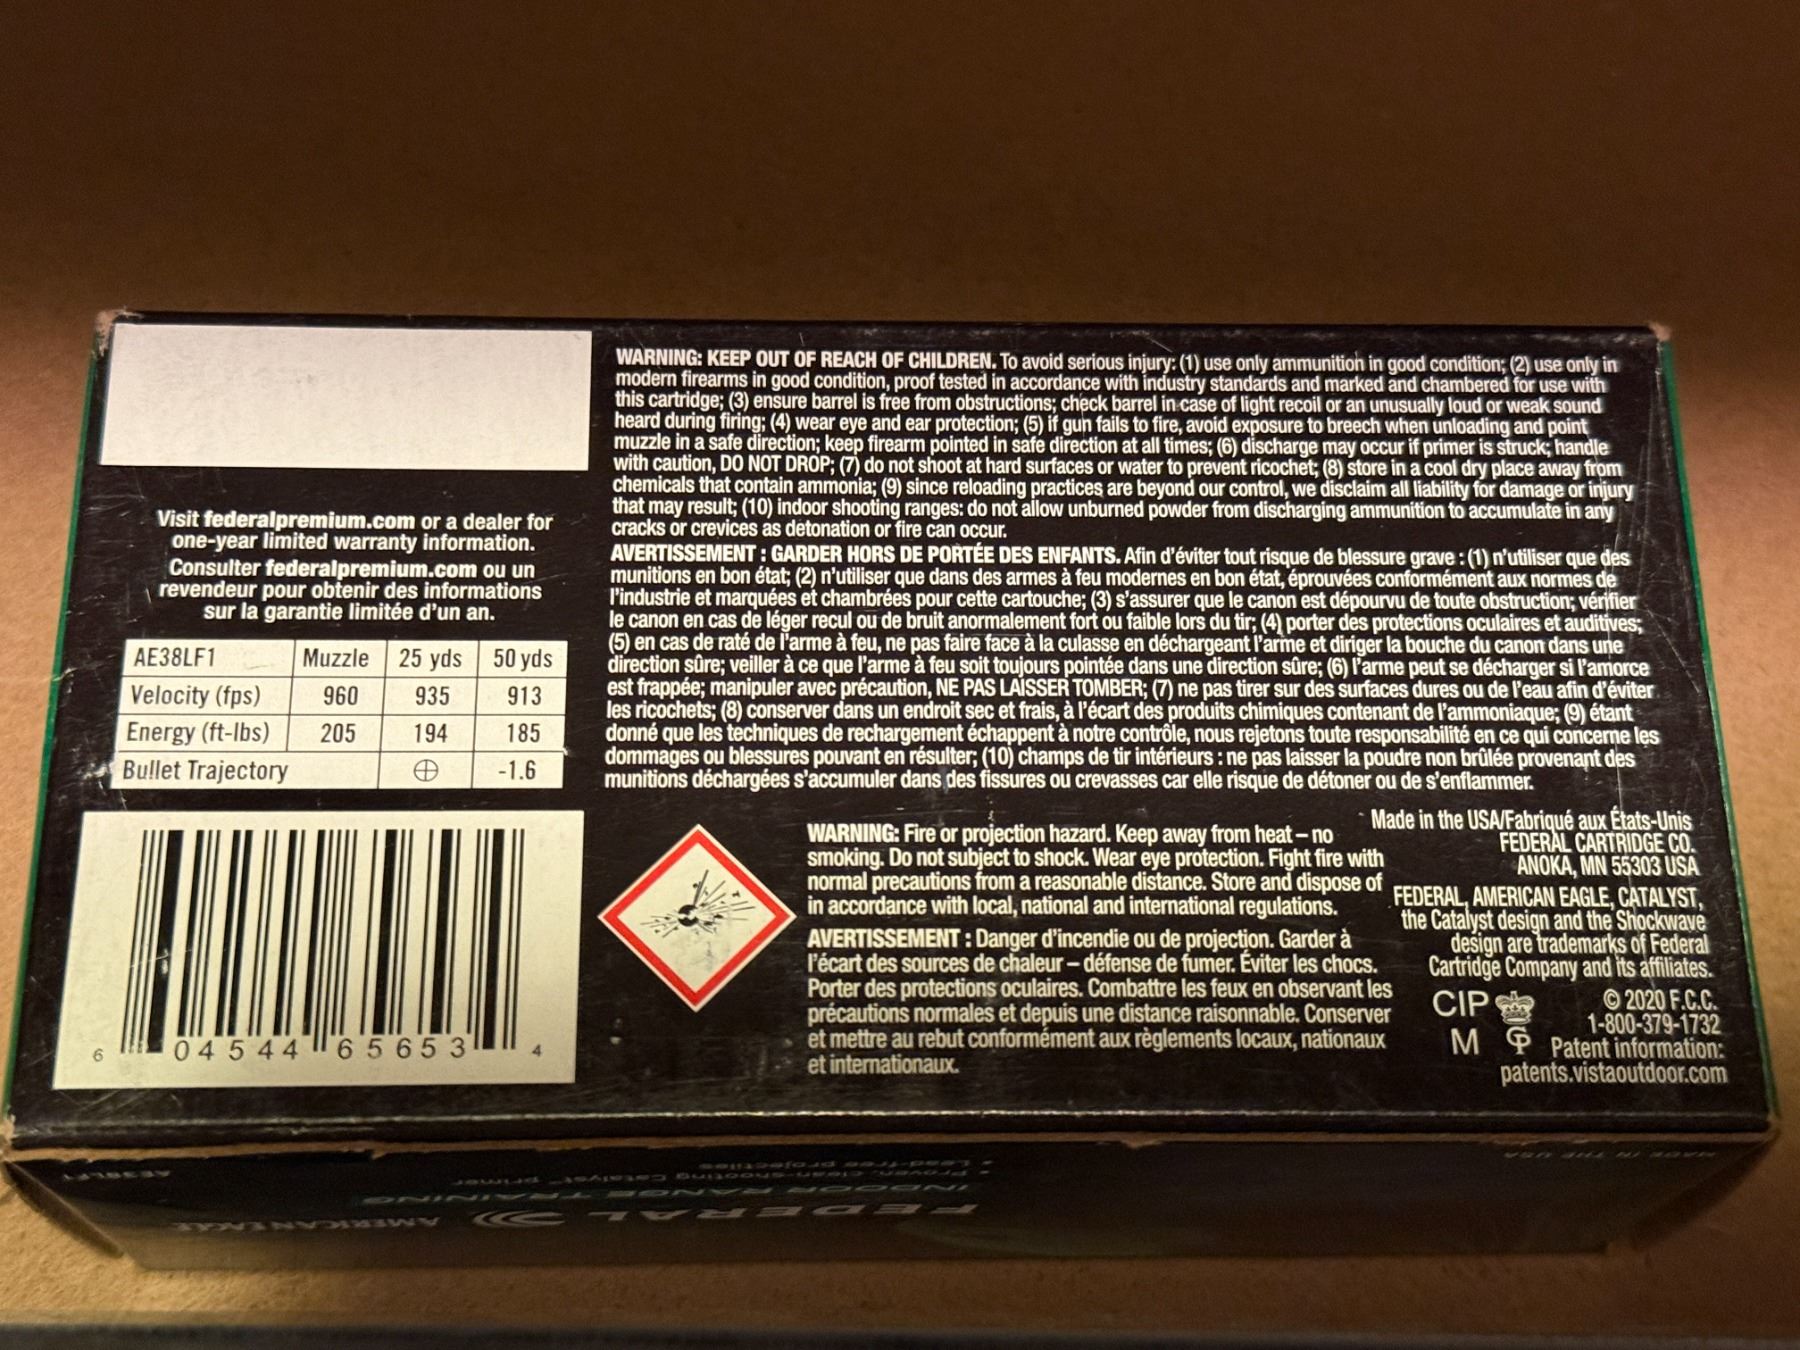 WARNING: KEEP OUT OF REACH OF CHILDREN. To avoid serious injury: (1) use only ammunition in good condition; (2) use only in
modern firearms in good condition, proof tested in accordance with industry standards and marked and chambered for use with
this cartridge; (3) ensure barrel is free from obstructions; check barrel in case of light recoil or an unusually loud or weak sound
heard during firing; (4) wear eye and ear protection; (5) if gun fails to fire, avoid exposure to breech when unloading and point
muzzle in a safe direction; keep firearm pointed in safe direction at all times; (6) discharge may occur if primer is struck; handle
with caution, DO NOT DROP; (7) do not shoot at hard surfaces or water to prevent ricochet; (8) store in a cool dry place away from
chemicals that contain ammonia; (9) since reloading practices are beyond our control, we disclaim all liability for damage or injury
that may result; (10) indoor shooting ranges: do not allow unburned powder from discharging ammunition to accumulate in any
cracks or crevices as detonation or fire can occur.
AVERTISSEMENT : GARDER HORS DE PORTÉE DES ENFANTS. Afin d'éviter tout risque de blessure grave : (1) n'utiliser que des
munitions en bon état; (2) n'utiliser que dans des armes à feu modernes en bon état, éprouvées conformément aux normes de
l'industrie et marquées et chambrées pour cette cartouche; (3) s'assurer que le canon est dépourvu de toute obstruction; vérifier
le canon en cas de léger recul ou de bruit anormalement fort ou faible lors du tir; (4) porter des protections oculaires et auditives;
(5) en cas de raté de l'arme à feu, ne pas faire face à la culasse en déchargeant l'arme et diriger la bouche du canon dans une
direction sûre; veiller à ce que l'arme à feu soit toujours pointée dans une direction sûre; (6) l'arme peut se décharger si l'amorce
est frappée; manipuler avec précaution, NE PAS LAISSER TOMBER; (7) ne pas tirer sur des surfaces dures ou de l'eau afin d'éviter
les ricochets; (8) conserver dans un endroit sec et frais, à l'écart des produits chimiques contenant de l'ammoniaque; (9) étant
donné que les techniques de rechargement échappent à notre contrôle, nous rejetons toute responsabilité en ce qui concerne les
dommages ou blessures pouvant en résulter; (10) champs de tir intérieurs : ne pas laisser la poudre non brûlée provenant des
munitions déchargées s'accumuler dans des fissures ou crevasses car elle risque de détoner ou de s'enflammer.
Visit federalpremium.com or a dealer for
one-year limited warranty information.
Consulter federalpremium.com ou un
revendeur pour obtenir des informations
sur la garantie limitée d'un an.
AE38LF1 Muzzle 25 yds 50 yds
Velocity (fps) 960 935 913
Energy (ft-lbs) 205 194 185
Bullet Trajectory ⊕ -1.6
6 04544 65653 4
WARNING: Fire or projection hazard. Keep away from heat – no
smoking. Do not subject to shock. Wear eye protection. Fight fire with
normal precautions from a reasonable distance. Store and dispose of
in accordance with local, national and international regulations.
AVERTISSEMENT : Danger d'incendie ou de projection. Garder à
l'écart des sources de chaleur – défense de fumer. Éviter les chocs.
Porter des protections oculaires. Combattre les feux en observant les
précautions normales et depuis une distance raisonnable. Conserver
et mettre au rebut conformément aux règlements locaux, nationaux
et internationaux.
Made in the USA/Fabriqué aux États-Unis
FEDERAL CARTRIDGE CO.
ANOKA, MN 55303 USA
FEDERAL, AMERICAN EAGLE, CATALYST,
the Catalyst design and the Shockwave
design are trademarks of Federal
Cartridge Company and its affiliates.
CIP
M
© 2020 F.C.C.
1-800-379-1732
Patent information:
patents.vistaoutdoor.com
FEDERAL AMERICAN EAGLE
INDOOR RANGE TRAINING
• Proven, clean-shooting Catalyst™ primer
• Lead-free projectiles
AE38LF1
MADE IN THE USA